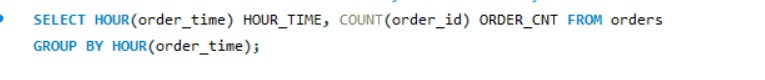 SELECT HOUR(order_time) HOUR_TIME, COUNT(order_id) ORDER_CNT FROM orders
GROUP BY HOUR(order_time);